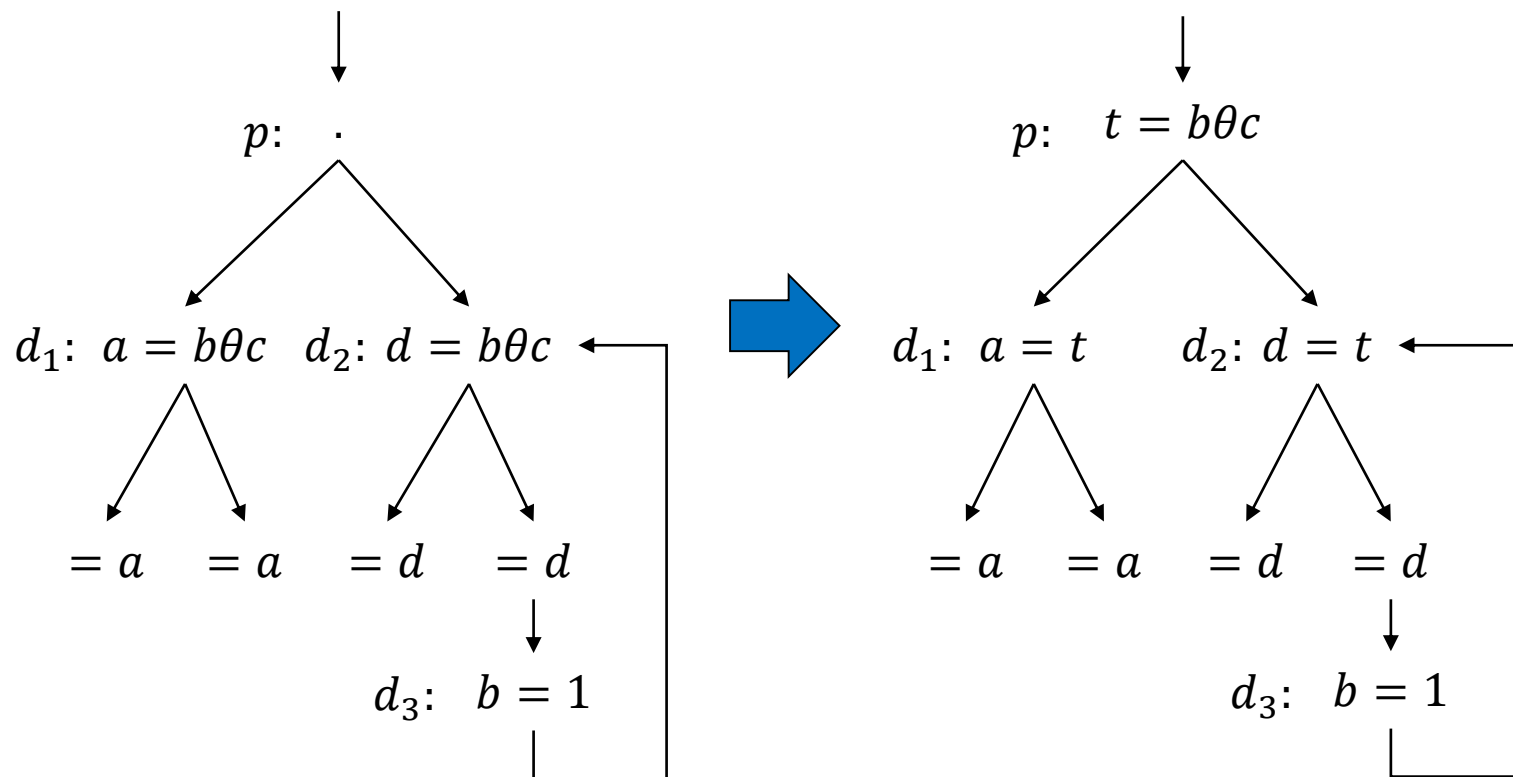 p: · t = bθc
p:
d₁: a = bθc d₂: d = bθc d₁: a = t d₂: d = t
= a = a = d = d = a = a = d = d
d₃: b = 1 d₃: b = 1